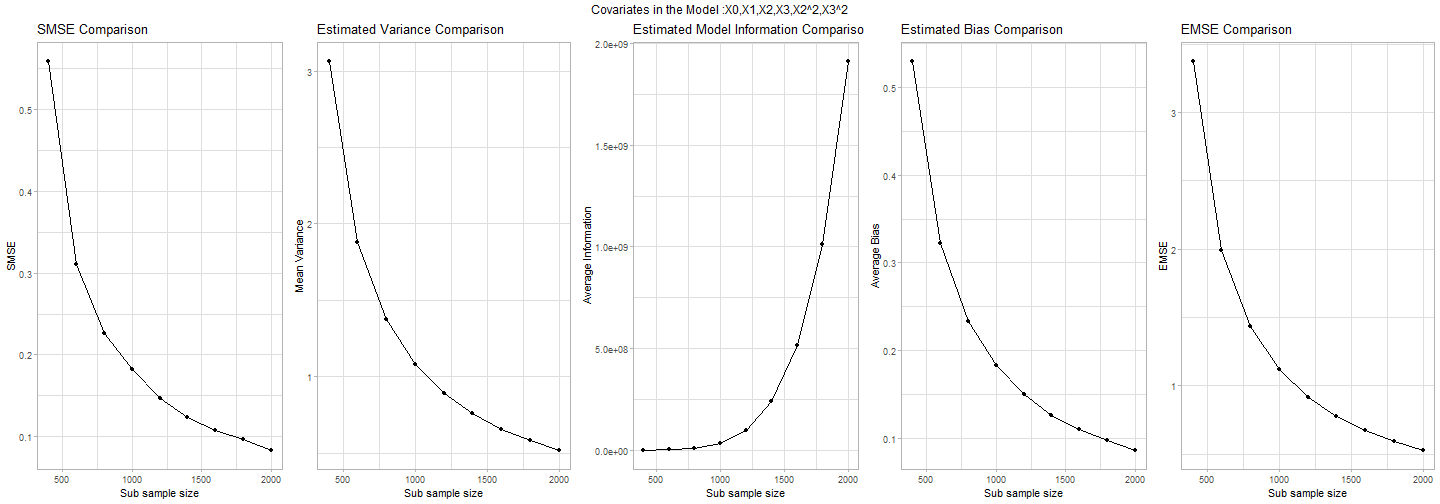 Covariates in the Model :X0,X1,X2,X3,X2^2,X3^2
SMSE Comparison
SMSE
0.5
0.4
0.3
0.2
0.1
500 1000 1500 2000
Sub sample size
Estimated Variance Comparison
Mean Variance
3
2
1
500 1000 1500 2000
Sub sample size
Estimated Model Information Compariso
Average Information
2.0e+09
1.5e+09
1.0e+09
5.0e+08
0.0e+00
500 1000 1500 2000
Sub sample size
Estimated Bias Comparison
Average Bias
0.5
0.4
0.3
0.2
0.1
500 1000 1500 2000
Sub sample size
EMSE Comparison
EMSE
3
2
1
500 1000 1500 2000
Sub sample size